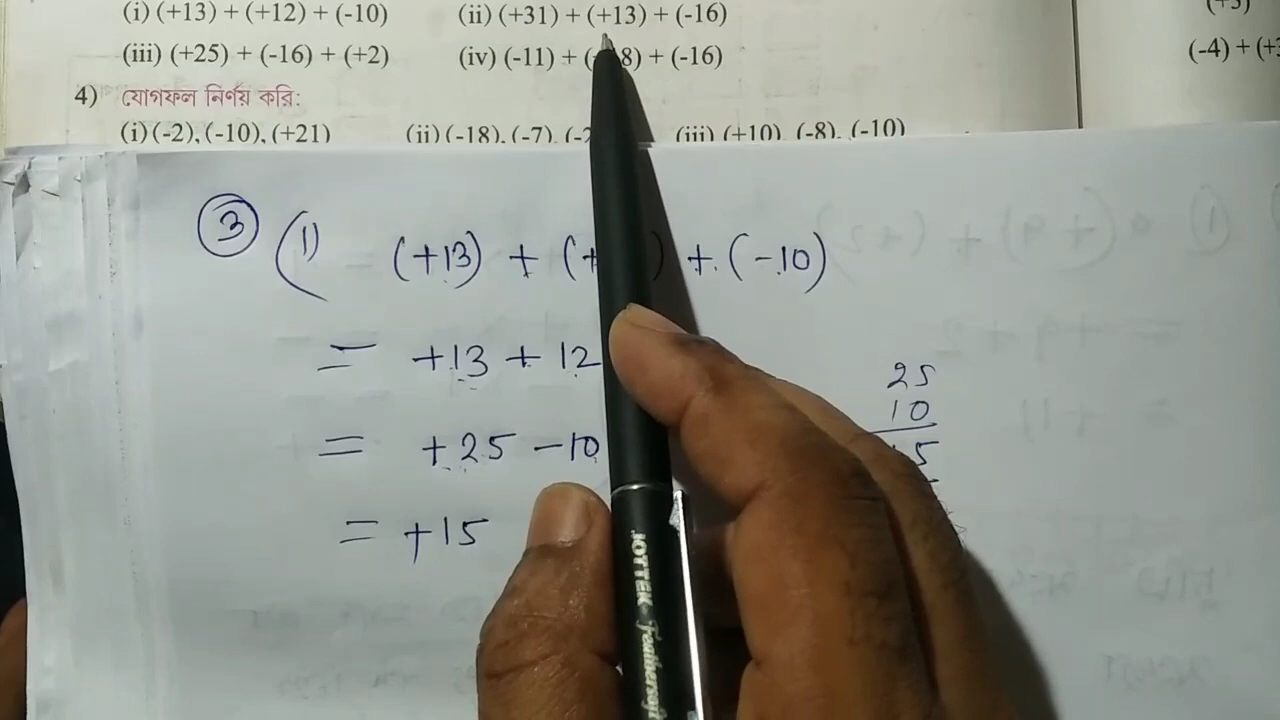 (i) (+13) + (+12) + (-10) (ii) (+31) + (+13) + (-16)
(iii) (+25) + (-16) + (+2) (iv) (-11) + ( 8) + (-16) (-4) +
4) যোগফল নির্ণয় করি:
(i) (-2), (-10), (+21) (ii) (-18), (-7), (iii) (+10), (-8), (-10)
3 (1) (+13) + (+ ) + (-10)
= +13 + 12
25
10
= +25 -10
= +15
JOTTEK